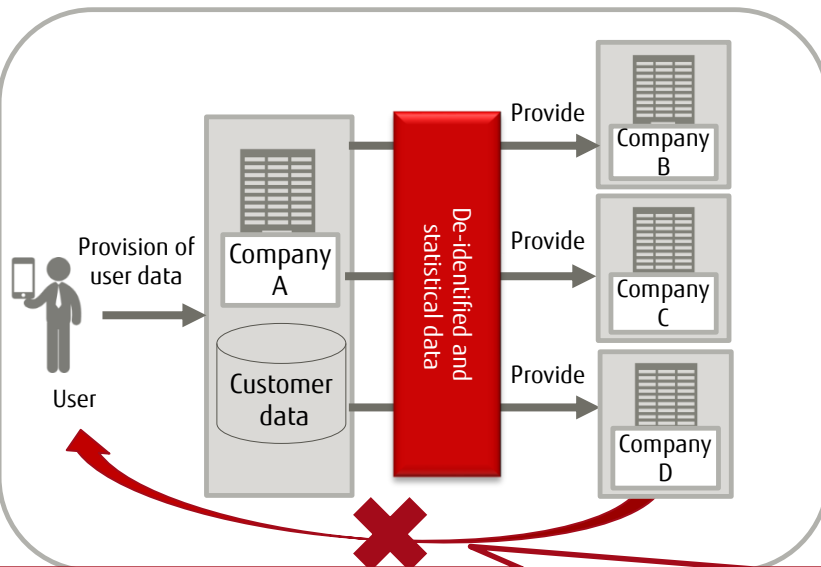 Provision of
user data
User
Company
A
Customer
data
De-identified and
statistical data
Provide
Company
B
Provide
Company
C
Provide
Company
D